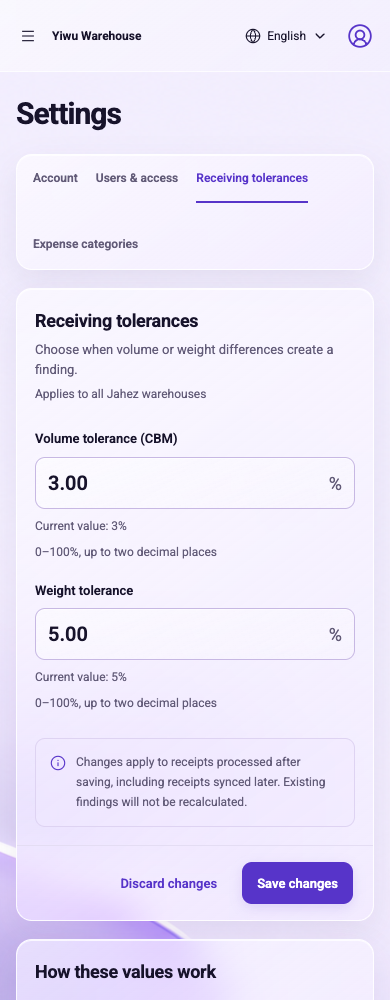 Yiwu Warehouse
English
Settings
Account
Users & access
Receiving tolerances
Expense categories
Receiving tolerances
Choose when volume or weight differences create a
finding.
Applies to all Jahez warehouses
Volume tolerance (CBM)
3.00 %
Current value: 3%
0–100%, up to two decimal places
Weight tolerance
5.00 %
Current value: 5%
0–100%, up to two decimal places
Changes apply to receipts processed after
saving, including receipts synced later. Existing
findings will not be recalculated.
Discard changes
Save changes
How these values work